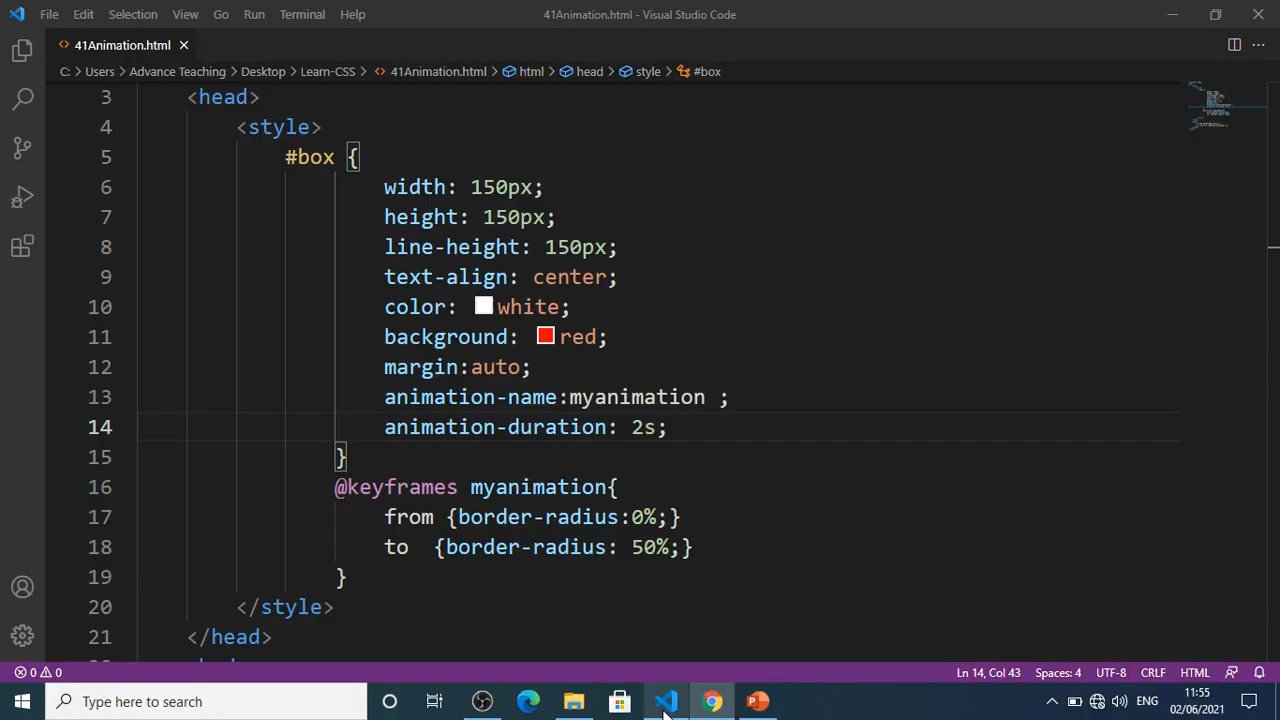 File Edit Selection View Go Run Terminal Help 41Animation.html - Visual Studio Code
41Animation.html
C: > Users > Advance Teaching > Desktop > Learn-CSS > 41Animation.html > html > head > style > #box
3 <head>
4 <style>
5 #box {
6 width: 150px;
7 height: 150px;
8 line-height: 150px;
9 text-align: center;
10 color: white;
11 background: red;
12 margin:auto;
13 animation-name:myanimation ;
14 animation-duration: 2s;
15 }
16 @keyframes myanimation{
17 from {border-radius:0%;}
18 to {border-radius: 50%;}
19 }
20 </style>
21 </head>
0 0 Ln 14, Col 43 Spaces: 4 UTF-8 CRLF HTML
Type here to search ENG 11:55
02/06/2021